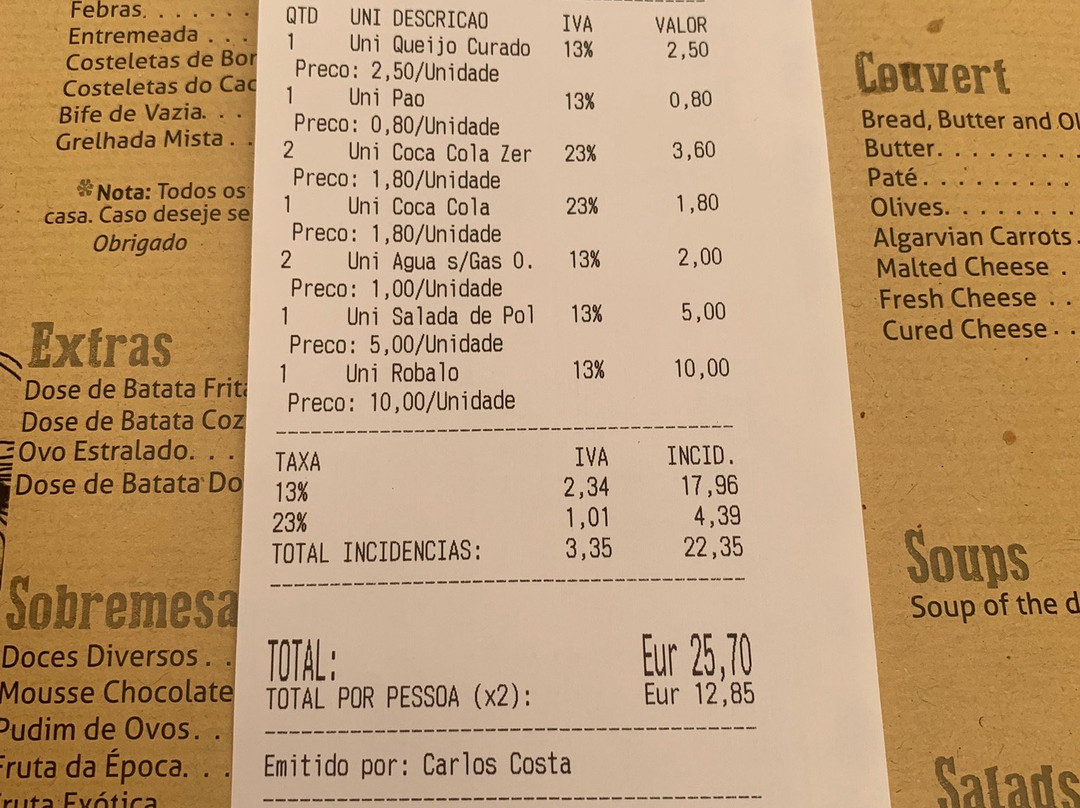 Febras. . . . . . .
Entremeada . . .
Costeletas de Bor
Costeletas do Cac
Bife de Vazia. . .
Grelhada Mista . .
Nota: Todos os
casa. Caso deseje se
Obrigado
Extras
Dose de Batata Frita
Dose de Batata Coz
Ovo Estralado. . . .
Dose de Batata Do
Sobremesa
Doces Diversos . .
Mousse Chocolate
Pudim de Ovos. . .
Fruta da Época. . .
Fruta Exótica
QTD UNI DESCRICAO IVA VALOR
1 Uni Queijo Curado 13% 2,50
Preco: 2,50/Unidade
1 Uni Pao 13% 0,80
Preco: 0,80/Unidade
2 Uni Coca Cola Zer 23% 3,60
Preco: 1,80/Unidade
1 Uni Coca Cola 23% 1,80
Preco: 1,80/Unidade
2 Uni Agua s/Gas O. 13% 2,00
Preco: 1,00/Unidade
1 Uni Salada de Pol 13% 5,00
Preco: 5,00/Unidade
1 Uni Robalo 13% 10,00
Preco: 10,00/Unidade
TAXA IVA INCID.
13% 2,34 17,96
23% 1,01 4,39
TOTAL INCIDENCIAS: 3,35 22,35
TOTAL: Eur 25,70
TOTAL POR PESSOA (x2): Eur 12,85
Emitido por: Carlos Costa
Couvert
Bread, Butter and Ol
Butter. . . . . . . . . .
Paté. . . . . . . . . . .
Olives. . . . . . . . .
Algarvian Carrots .
Malted Cheese .
Fresh Cheese . .
Cured Cheese . .
Soups
Soup of the d
Salads